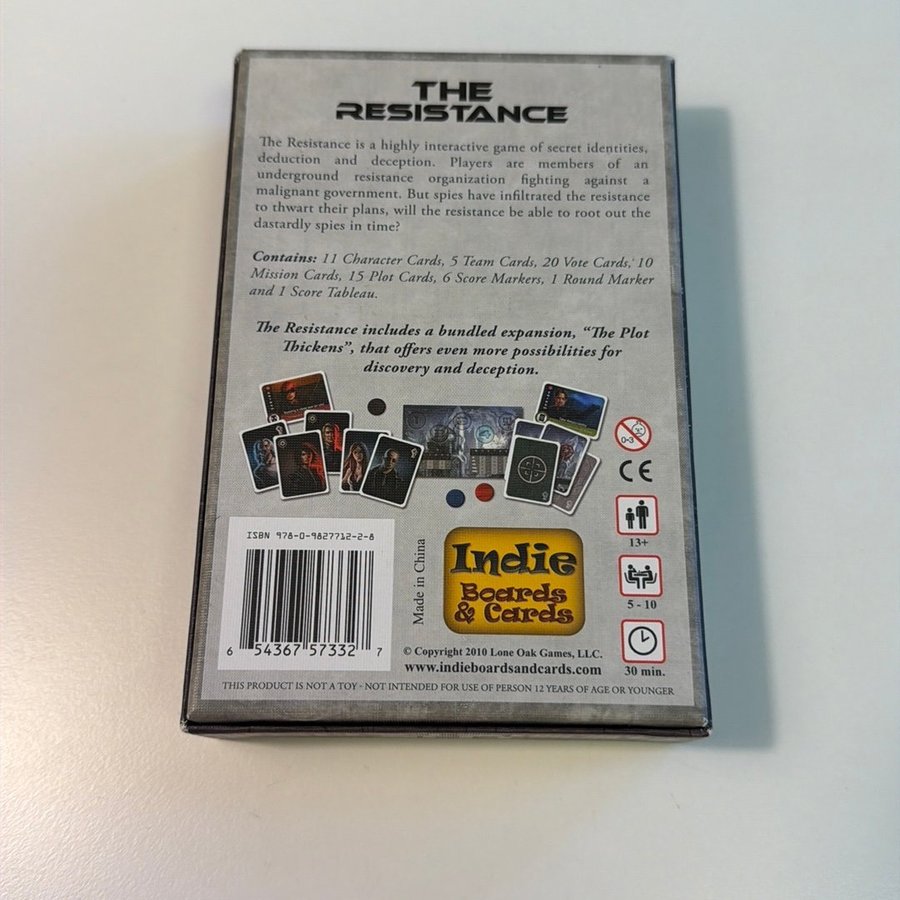 THE
RESISTANCE
The Resistance is a highly interactive game of secret identities,
deduction and deception. Players are members of an
underground resistance organization fighting against a
malignant government. But spies have infiltrated the resistance
to thwart their plans, will the resistance be able to root out the
dastardly spies in time?
Contains: 11 Character Cards, 5 Team Cards, 20 Vote Cards, 10
Mission Cards, 15 Plot Cards, 6 Score Markers, 1 Round Marker
and 1 Score Tableau.
The Resistance includes a bundled expansion, “The Plot
Thickens”, that offers even more possibilities for
discovery and deception.
0-3
CE
13+
5 - 10
30 min.
ISBN 978-0-9827712-2-8
6 54367 57332 7
Made in China
Indie
Boards
& Cards
© Copyright 2010 Lone Oak Games, LLC.
www.indieboardsandcards.com
THIS PRODUCT IS NOT A TOY · NOT INTENDED FOR USE OF PERSON 12 YEARS OF AGE OR YOUNGER